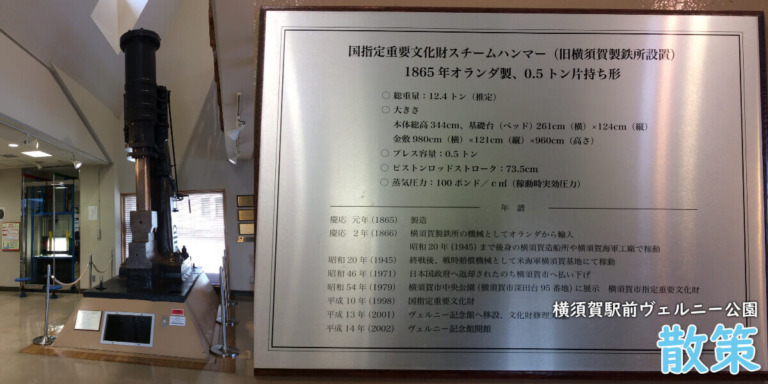 国指定重要文化財スチームハンマー（旧横須賀製鉄所設置）
1865年オランダ製、0.5トン片持ち形
○ 総重量：12.4トン（推定）
○ 大きさ
本体総高344cm、基礎台（ベッド）261cm（横）×124cm（縦）
金敷980cm（横）×121cm（縦）×960cm（高さ）
○ プレス容量：0.5トン
○ ピストンロッドストローク：73.5cm
○ 蒸気圧力：100ポンド／c㎡（稼動時実効圧力）
年 譜
慶応 元年(1865) 製造
慶応 2年(1866) 横須賀製鉄所の機械としてオランダから輸入
昭和20年(1945)まで後身の横須賀造船所や横須賀海軍工廠で稼動
昭和20年(1945) 終戦後、戦時賠償機械として米海軍横須賀基地にて稼動
昭和46年(1971) 日本国政府へ返却されたのち横須賀市へ払い下げ
昭和54年(1979) 横須賀市中央公園(横須賀市深田台95番地)に展示 横須賀市指定重要文化財
平成10年(1998) 国指定重要文化財
平成13年(2001) ヴェルニー記念館へ移設、文化財修理
平成14年(2002) ヴェルニー記念館開館
横須賀駅前ヴェルニー公園
散策